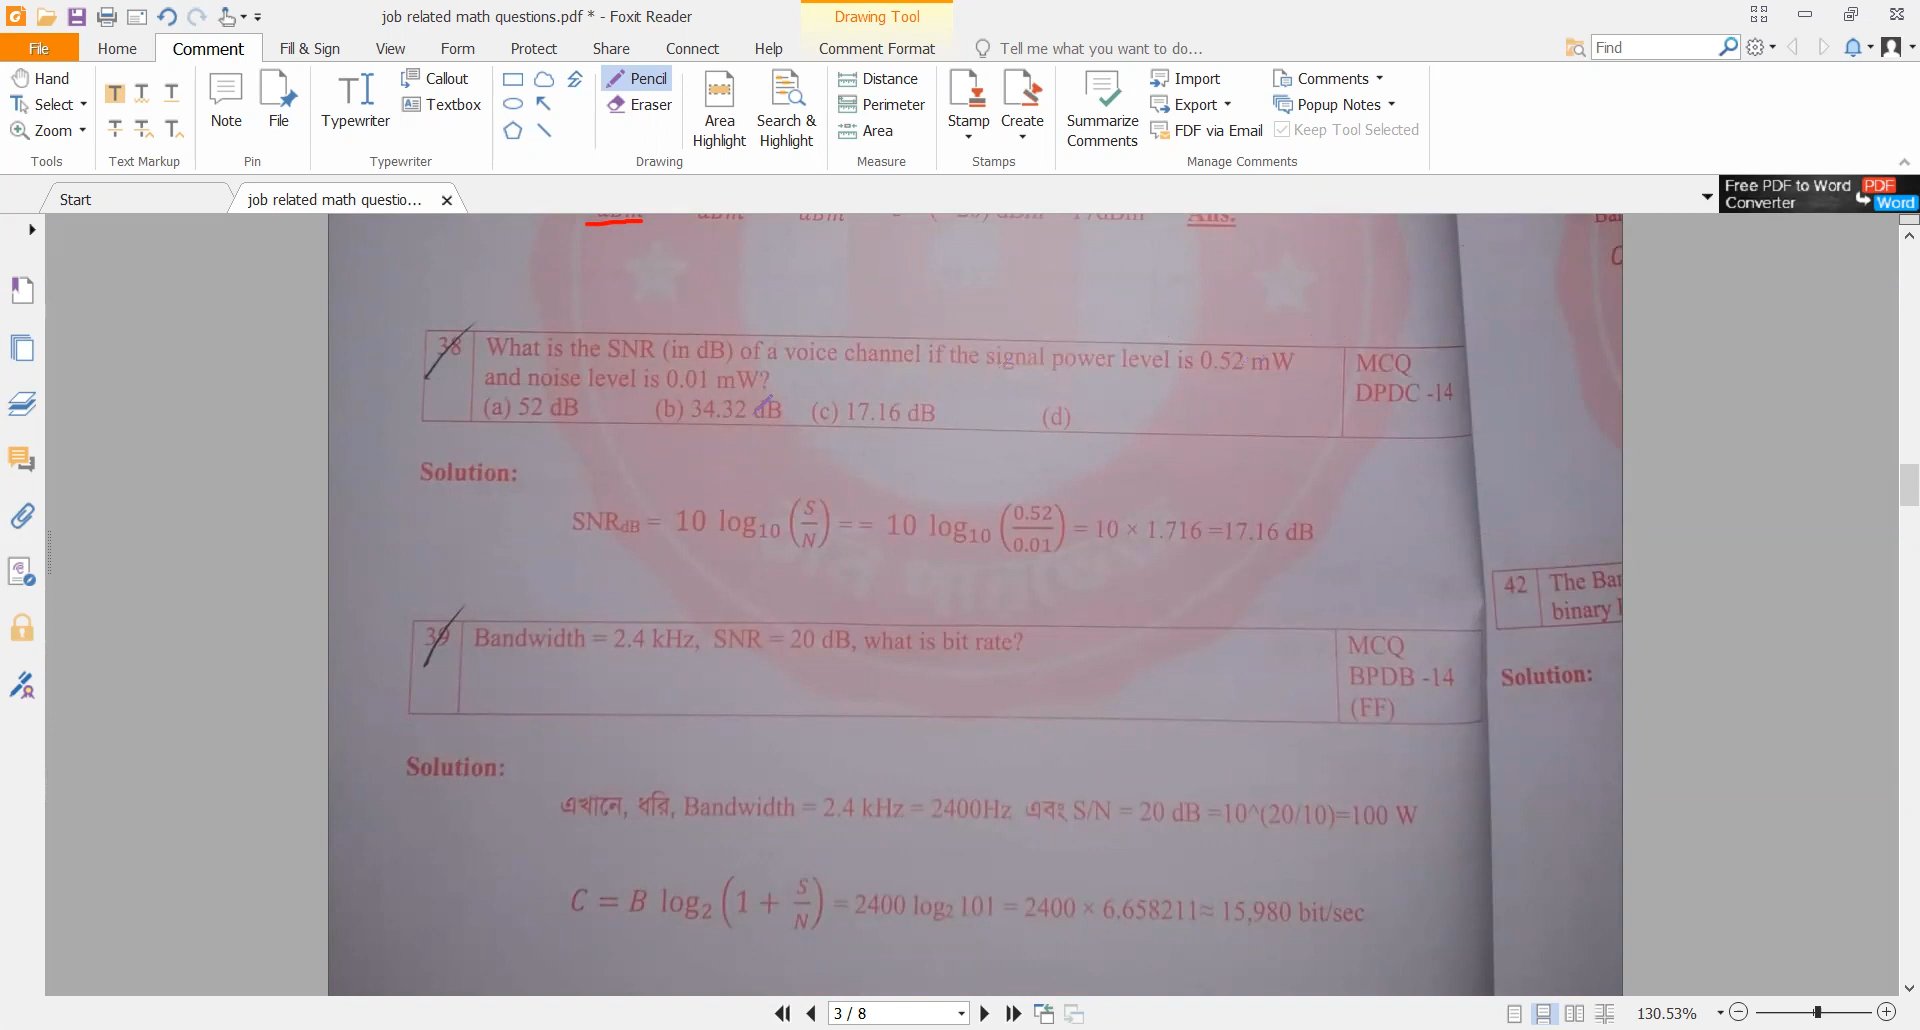 job related math questions.pdf * - Foxit Reader
Drawing Tool
File
Home
Comment
Fill & Sign
View
Form
Protect
Share
Connect
Help
Comment Format
Tell me what you want to do...
Find
Hand
Select
Zoom
Tools
Text Markup
Note
File
Pin
Typewriter
Callout
Textbox
Typewriter
Pencil
Eraser
Area Highlight
Search & Highlight
Drawing
Distance
Perimeter
Area
Measure
Stamp
Create
Stamps
Summarize Comments
Import
Export
FDF via Email
Comments
Popup Notes
Keep Tool Selected
Manage Comments
Start
job related math questio...
Free PDF to Word Converter
PDF
Word
Ans.
38 What is the SNR (in dB) of a voice channel if the signal power level is 0.52 mW MCQ
and noise level is 0.01 mW? DPDC -14
(a) 52 dB (b) 34.32 dB (c) 17.16 dB (d)
Solution:
SNRdB = 10 log10 (S/N) = = 10 log10 (0.52/0.01) = 10 × 1.716 =17.16 dB
39 Bandwidth = 2.4 kHz, SNR = 20 dB, what is bit rate? MCQ
BPDB -14
(FF)
Solution:
এখানে, ধরি, Bandwidth = 2.4 kHz = 2400Hz এবং S/N = 20 dB =10^(20/10)=100 W
C = B log2 (1 + S/N) = 2400 log2 101 = 2400 × 6.658211≈ 15,980 bit/sec
42 The Ba
binary
Solution:
3 / 8
130.53%